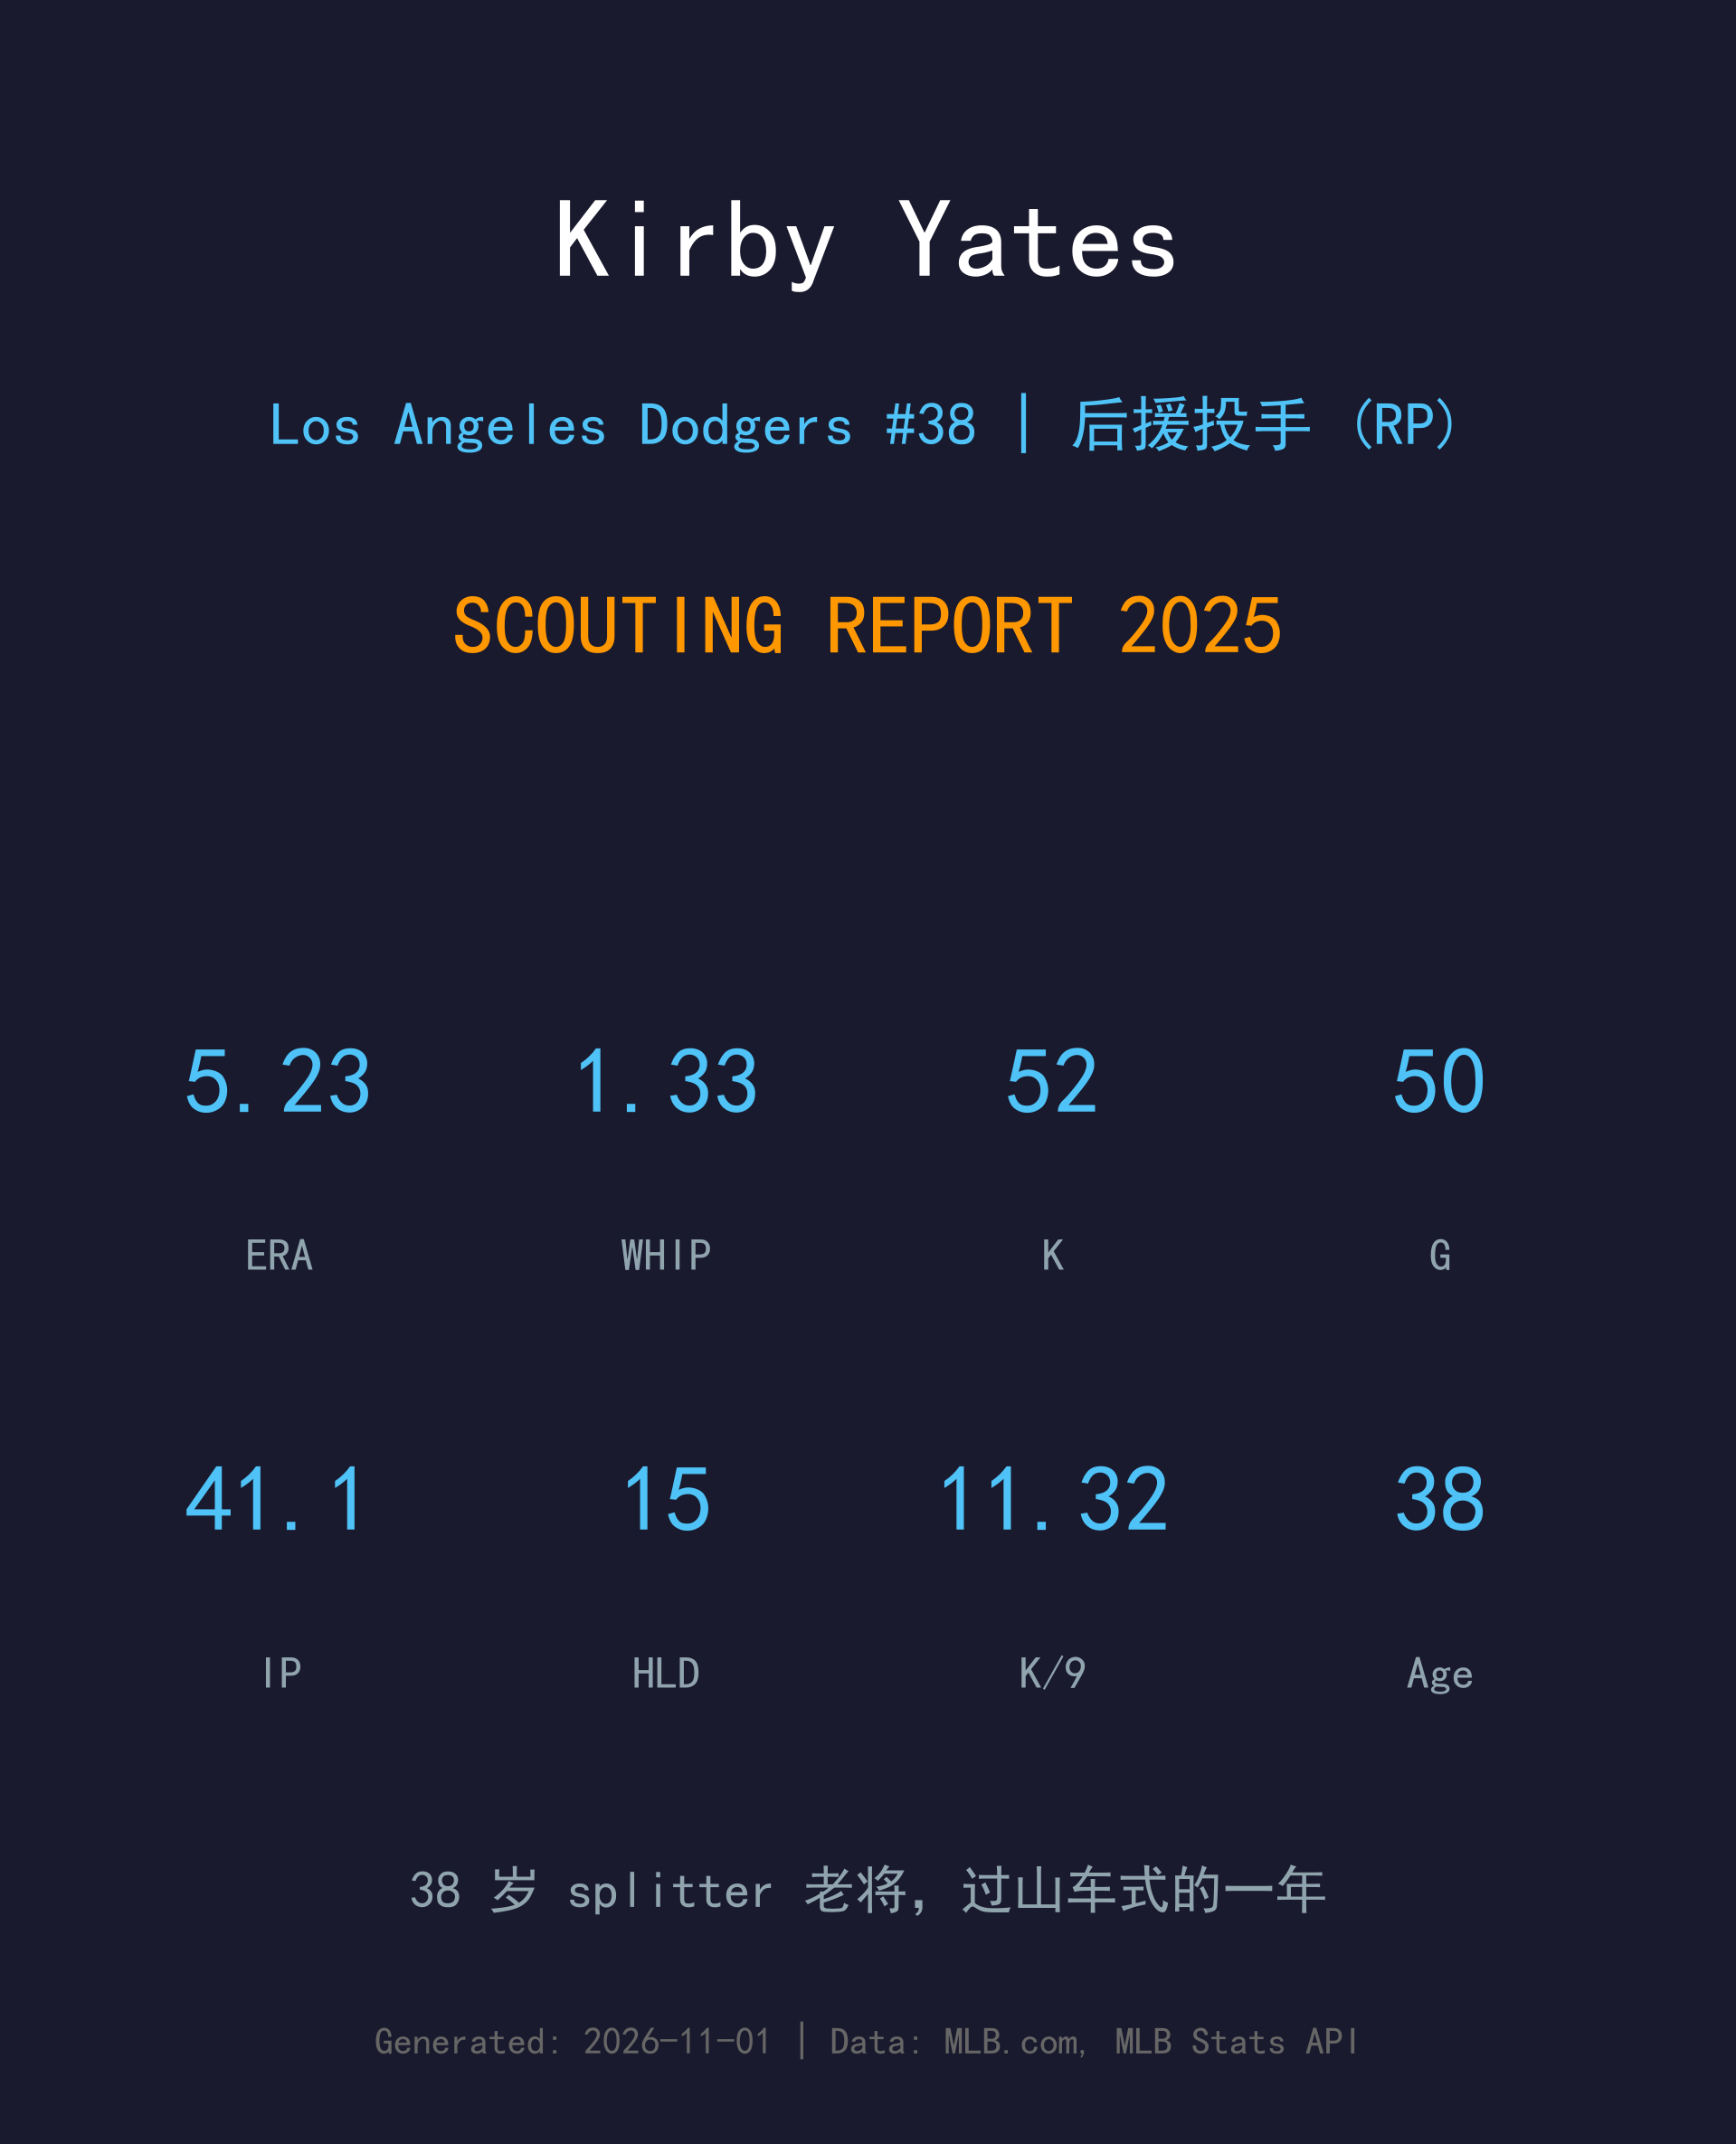 Kirby Yates
Los Angeles Dodgers #38 | 后援投手 (RP)
SCOUTING REPORT 2025
5.23 1.33 52 50
ERA WHIP K G
41.1 15 11.32 38
IP HLD K/9 Age
38 岁 splitter 老将, 过山车式的一年
Generated: 2026-11-01 | Data: MLB.com, MLB Stats API